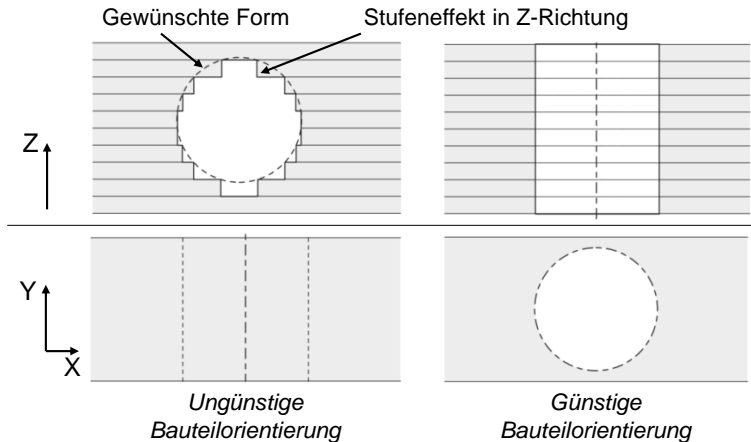 Gewünschte Form
Stufeneffekt in Z-Richtung
Z
Y
X
Ungünstige
Bauteilorientierung
Günstige
Bauteilorientierung